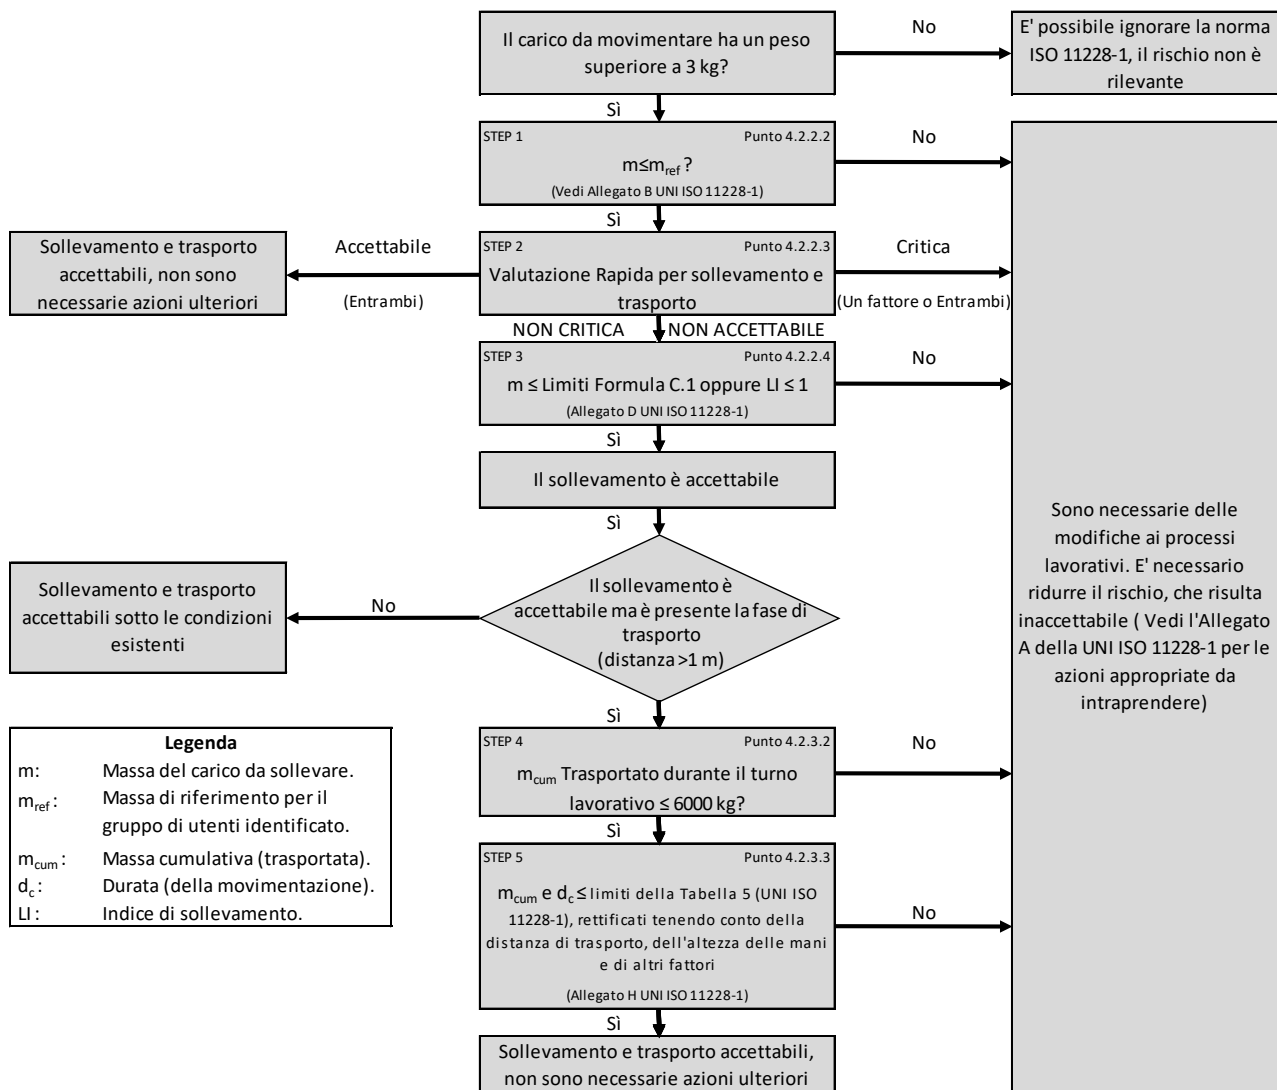 Il carico da movimentare ha un peso
superiore a 3 kg?
No
E' possibile ignorare la norma
ISO 11228-1, il rischio non è
rilevante
Sì
STEP 1 Punto 4.2.2.2
m≤mref ?
(Vedi Allegato B UNI ISO 11228-1)
No
Sì
Sollevamento e trasporto
accettabili, non sono
necessarie azioni ulteriori
Accettabile
(Entrambi)
STEP 2 Punto 4.2.2.3
Valutazione Rapida per sollevamento e
trasporto
Critica
(Un fattore o Entrambi)
NON CRITICA NON ACCETTABILE
STEP 3 Punto 4.2.2.4
m ≤ Limiti Formula C.1 oppure LI ≤ 1
(Allegato D UNI ISO 11228-1)
No
Sì
Il sollevamento è accettabile
Sì
Sollevamento e trasporto
accettabili sotto le condizioni
esistenti
No
Il sollevamento è
accettabile ma è presente la fase di
trasporto
(distanza >1 m)
Sono necessarie delle
modifiche ai processi
lavorativi. E' necessario
ridurre il rischio, che risulta
inaccettabile ( Vedi l'Allegato
A della UNI ISO 11228-1 per le
azioni appropriate da
intraprendere)
Sì
STEP 4 Punto 4.2.3.2
mcum Trasportato durante il turno
lavorativo ≤ 6000 kg?
No
Sì
STEP 5 Punto 4.2.3.3
mcum e dc ≤ limiti della Tabella 5 (UNI ISO
11228-1), rettificati tenendo conto della
distanza di trasporto, dell'altezza delle mani
e di altri fattori
(Allegato H UNI ISO 11228-1)
No
Sì
Sollevamento e trasporto accettabili,
non sono necessarie azioni ulteriori
Legenda
m: Massa del carico da sollevare.
mref : Massa di riferimento per il
gruppo di utenti identificato.
mcum : Massa cumulativa (trasportata).
dc : Durata (della movimentazione).
LI : Indice di sollevamento.